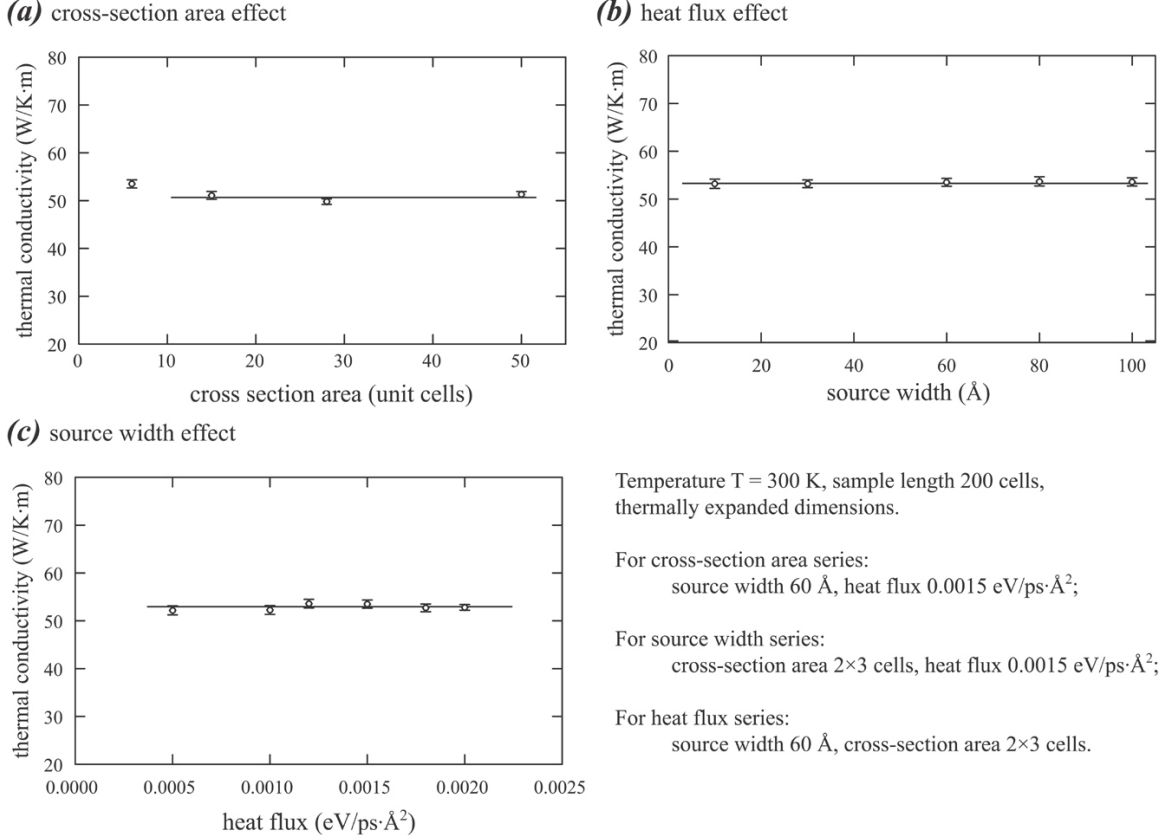 (a) cross-section area effect
80
70
60
50
40
30
20
thermal conductivity (W/K·m)
0 10 20 30 40 50
cross section area (unit cells)
(b) heat flux effect
80
70
60
50
40
30
20
thermal conductivity (W/K·m)
0 20 40 60 80 100
source width (Å)
(c) source width effect
80
70
60
50
40
30
20
thermal conductivity (W/K·m)
0.0000 0.0005 0.0010 0.0015 0.0020 0.0025
heat flux (eV/ps·Å²)
Temperature T = 300 K, sample length 200 cells,
thermally expanded dimensions.
For cross-section area series:
source width 60 Å, heat flux 0.0015 eV/ps·Å²;
For source width series:
cross-section area 2×3 cells, heat flux 0.0015 eV/ps·Å²;
For heat flux series:
source width 60 Å, cross-section area 2×3 cells.